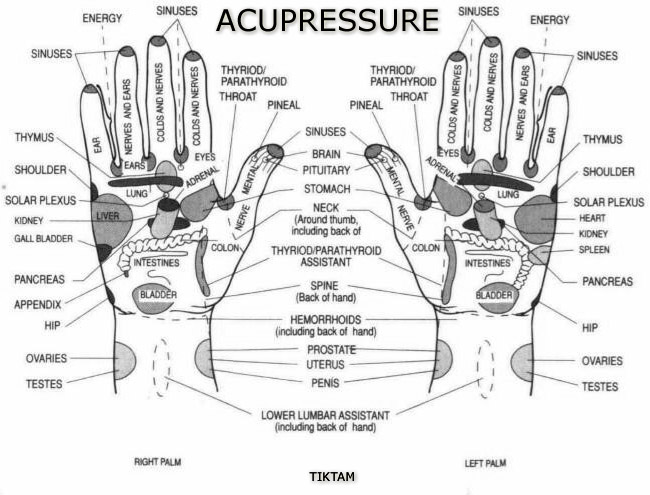 ACUPRESSURE
SINUSES
SINUSES
ENERGY
ENERGY
SINUSES
SINUSES
THYRIOD/
PARATHYROID
THROAT
PINEAL
THYRIOD/
PARATHYROID
THROAT
PINEAL
EAR
NERVES AND EARS
COLDS AND NERVES
COLDS AND NERVES
COLDS AND NERVES
COLDS AND NERVES
NERVES AND EARS
EAR
THYMUS
EARS
EYES
SINUSES
EYES
THYMUS
SHOULDER
LUNG
ADRENAL
MENTAL
BRAIN
PITUITARY
MENTAL
ADRENAL
LUNG
SHOULDER
SOLAR PLEXUS
STOMACH
SOLAR PLEXUS
KIDNEY
LIVER
NERVE
NECK
(Around thumb,
including back of
NERVE
HEART
KIDNEY
GALL BLADDER
COLON
THYRIOD/PARATHYROID
ASSISTANT
COLON
SPLEEN
INTESTINES
INTESTINES
PANCREAS
PANCREAS
APPENDIX
BLADDER
SPINE
(Back of hand)
BLADDER
HIP
HEMORRHOIDS
(including back of hand)
HIP
OVARIES
PROSTATE
UTERUS
OVARIES
TESTES
PENIS
TESTES
LOWER LUMBAR ASSISTANT
(including back of hand)
RIGHT PALM
LEFT PALM
TIKTAM